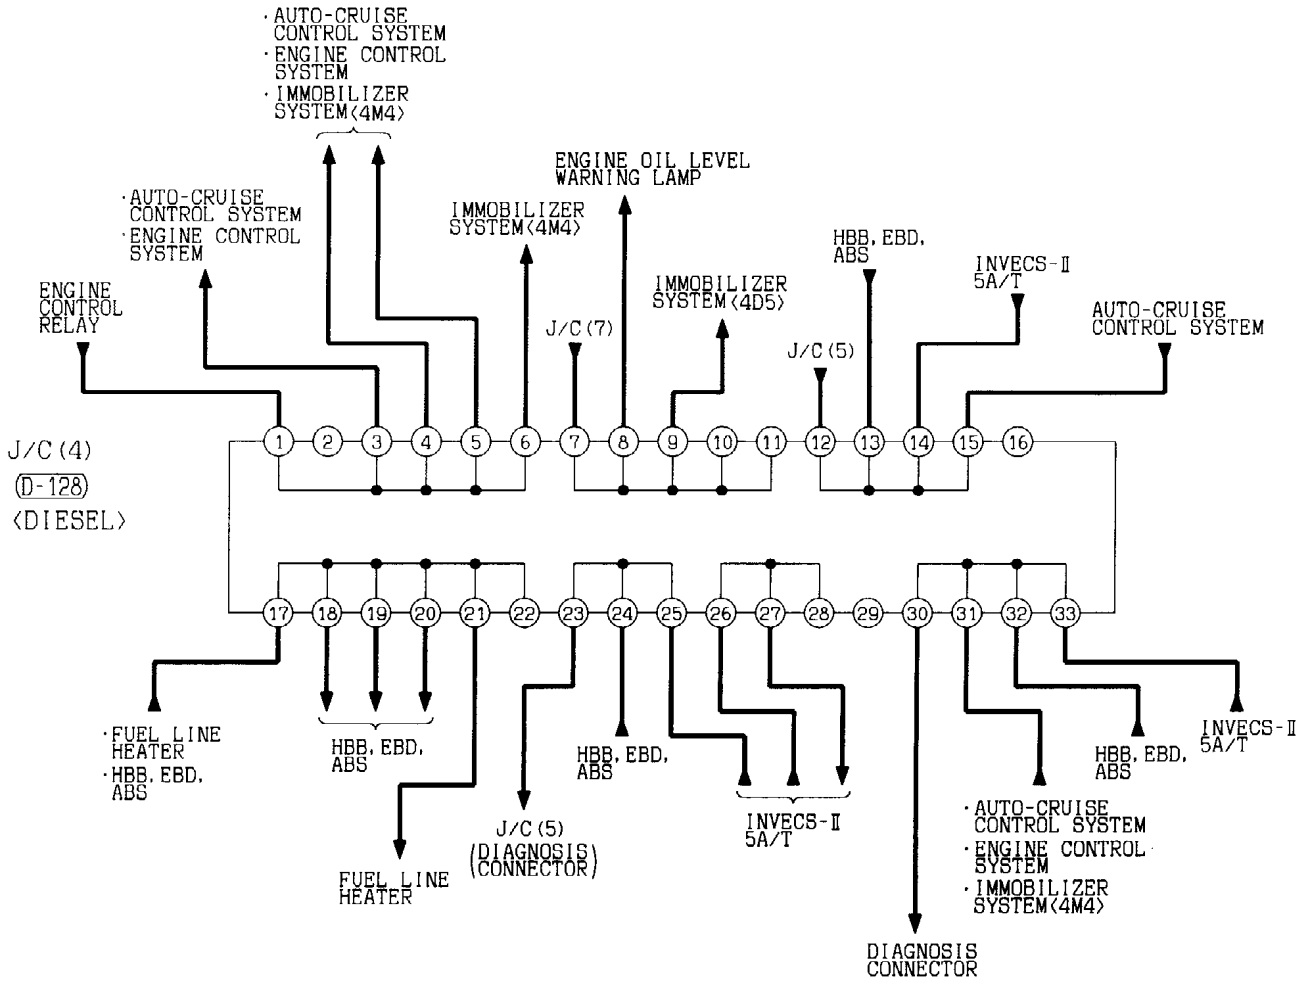 ·AUTO-CRUISE
CONTROL SYSTEM
·ENGINE CONTROL
SYSTEM
·IMMOBILIZER
SYSTEM<4M4>
ENGINE OIL LEVEL
WARNING LAMP
·AUTO-CRUISE
CONTROL SYSTEM
·ENGINE CONTROL
SYSTEM
IMMOBILIZER
SYSTEM<4M4>
HBB, EBD,
ABS
INVECS-II
5A/T
ENGINE
CONTROL
RELAY
IMMOBILIZER
SYSTEM<4D5>
AUTO-CRUISE
CONTROL SYSTEM
J/C(7)
J/C(5)
1 2 3 4 5 6 7 8 9 10 11 12 13 14 15 16
J/C(4)
D-128
<DIESEL>
17 18 19 20 21 22 23 24 25 26 27 28 29 30 31 32 33
·FUEL LINE
HEATER
·HBB, EBD,
ABS
HBB, EBD,
ABS
HBB, EBD,
ABS
HBB, EBD,
ABS
INVECS-II
5A/T
FUEL LINE
HEATER
J/C(5)
(DIAGNOSIS
CONNECTOR)
INVECS-II
5A/T
·AUTO-CRUISE
CONTROL SYSTEM
·ENGINE CONTROL
SYSTEM
·IMMOBILIZER
SYSTEM<4M4>
DIAGNOSIS
CONNECTOR